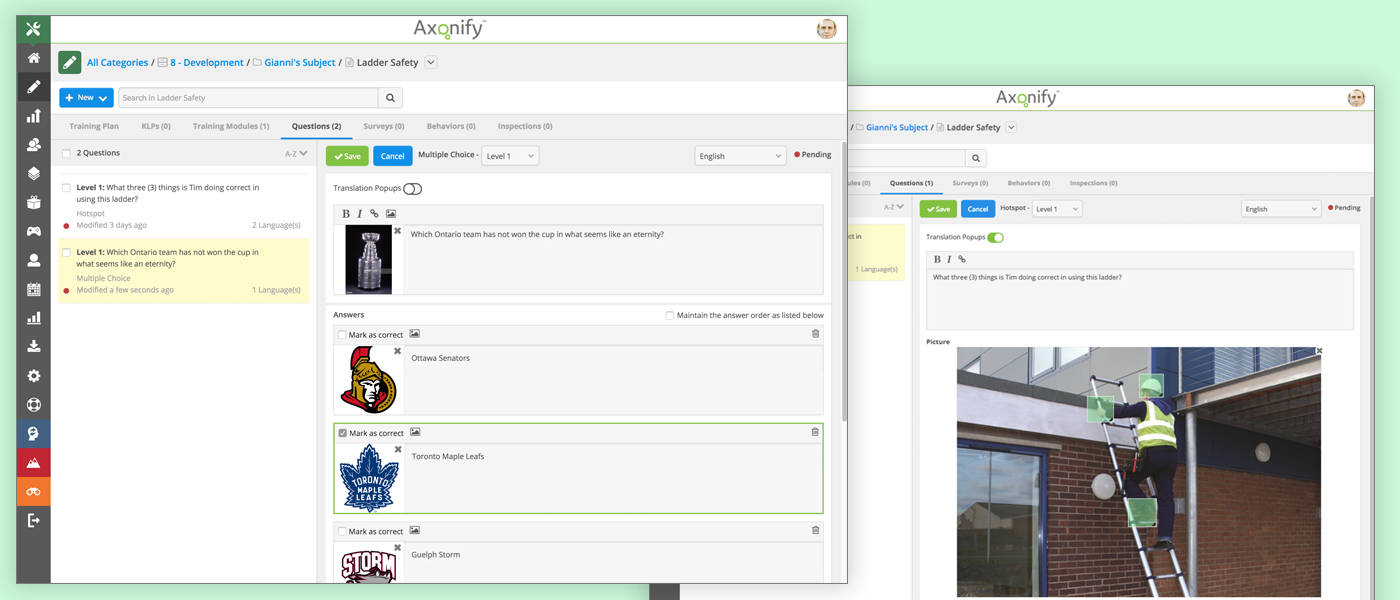 Axonify™
All Categories / 8 - Development / Gianni's Subject / Ladder Safety
+ New
Search in Ladder Safety
Training Plan KLPs (0) Training Modules (1) Questions (2) Surveys (0) Behaviors (0) Inspections (0)
2 Questions A-Z
Level 1: What three (3) things is Tim doing correct in
using this ladder?
Hotspot
Modified 3 days ago 2 Language(s)
Level 1: Which Ontario team has not won the cup in
what seems like an eternity?
Multiple Choice
Modified a few seconds ago 1 Language(s)
Save Cancel Multiple Choice - Level 1 English Pending
Translation Popups
B I
Which Ontario team has not won the cup in what seems like an eternity?
Answers Maintain the answer order as listed below
Mark as correct
Ottawa Senators
Mark as correct
Toronto Maple Leafs
TORONTO
MAPLE
LEAFS
Mark as correct
Guelph Storm
STORM
Axonify™
/ Gianni's Subject / Ladder Safety
ules (0) Questions (1) Surveys (0) Behaviors (0) Inspections (0)
A-Z
ct in
1 Language(s)
Save Cancel Hotspot - Level 1 English Pending
Translation Popups
B I
What three (3) things is Tim doing correct in using this ladder?
Picture